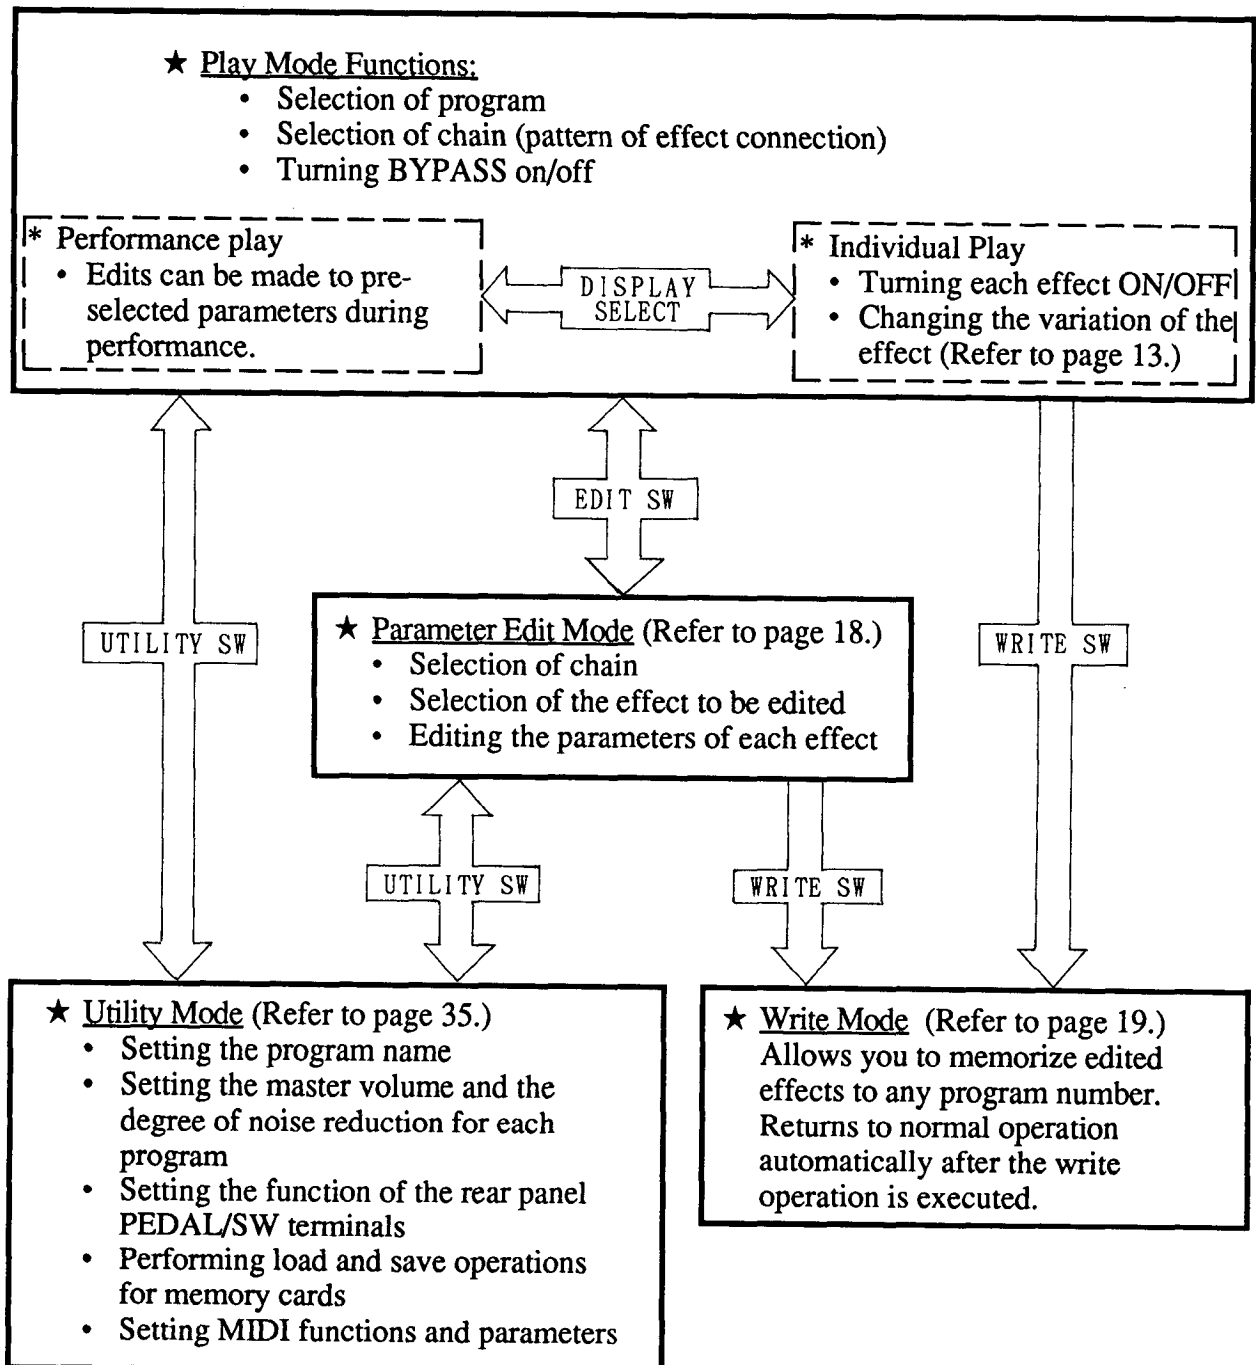 ★ Play Mode Functions:
• Selection of program
• Selection of chain (pattern of effect connection)
• Turning BYPASS on/off
* Performance play
• Edits can be made to pre-
selected parameters during
performance.
DISPLAY
SELECT
* Individual Play
• Turning each effect ON/OFF
• Changing the variation of the
effect (Refer to page 13.)
EDIT SW
UTILITY SW
★ Parameter Edit Mode (Refer to page 18.)
• Selection of chain
• Selection of the effect to be edited
• Editing the parameters of each effect
WRITE SW
UTILITY SW
WRITE SW
★ Utility Mode (Refer to page 35.)
• Setting the program name
• Setting the master volume and the
degree of noise reduction for each
program
• Setting the function of the rear panel
PEDAL/SW terminals
• Performing load and save operations
for memory cards
• Setting MIDI functions and parameters
★ Write Mode (Refer to page 19.)
Allows you to memorize edited
effects to any program number.
Returns to normal operation
automatically after the write
operation is executed.